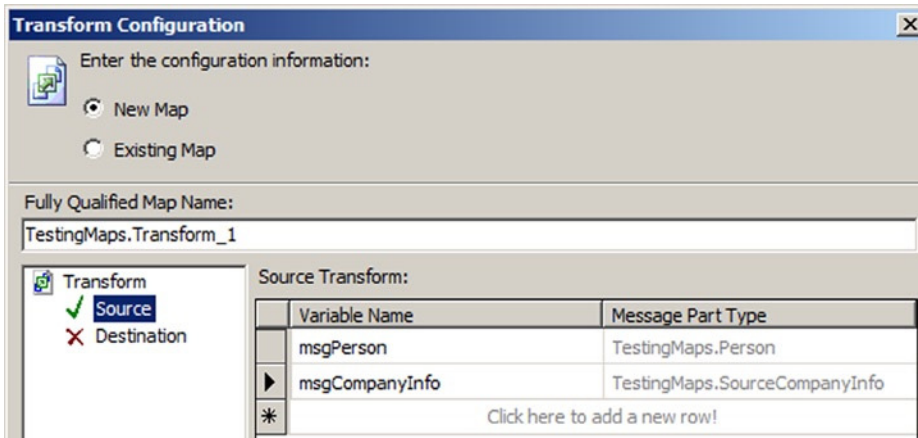 Transform Configuration
Enter the configuration information:
New Map
Existing Map
Fully Qualified Map Name:
TestingMaps.Transform_1
Transform
Source
Destination
Source Transform:
Variable Name Message Part Type
msgPerson TestingMaps.Person
msgCompanyInfo TestingMaps.SourceCompanyInfo
Click here to add a new row!